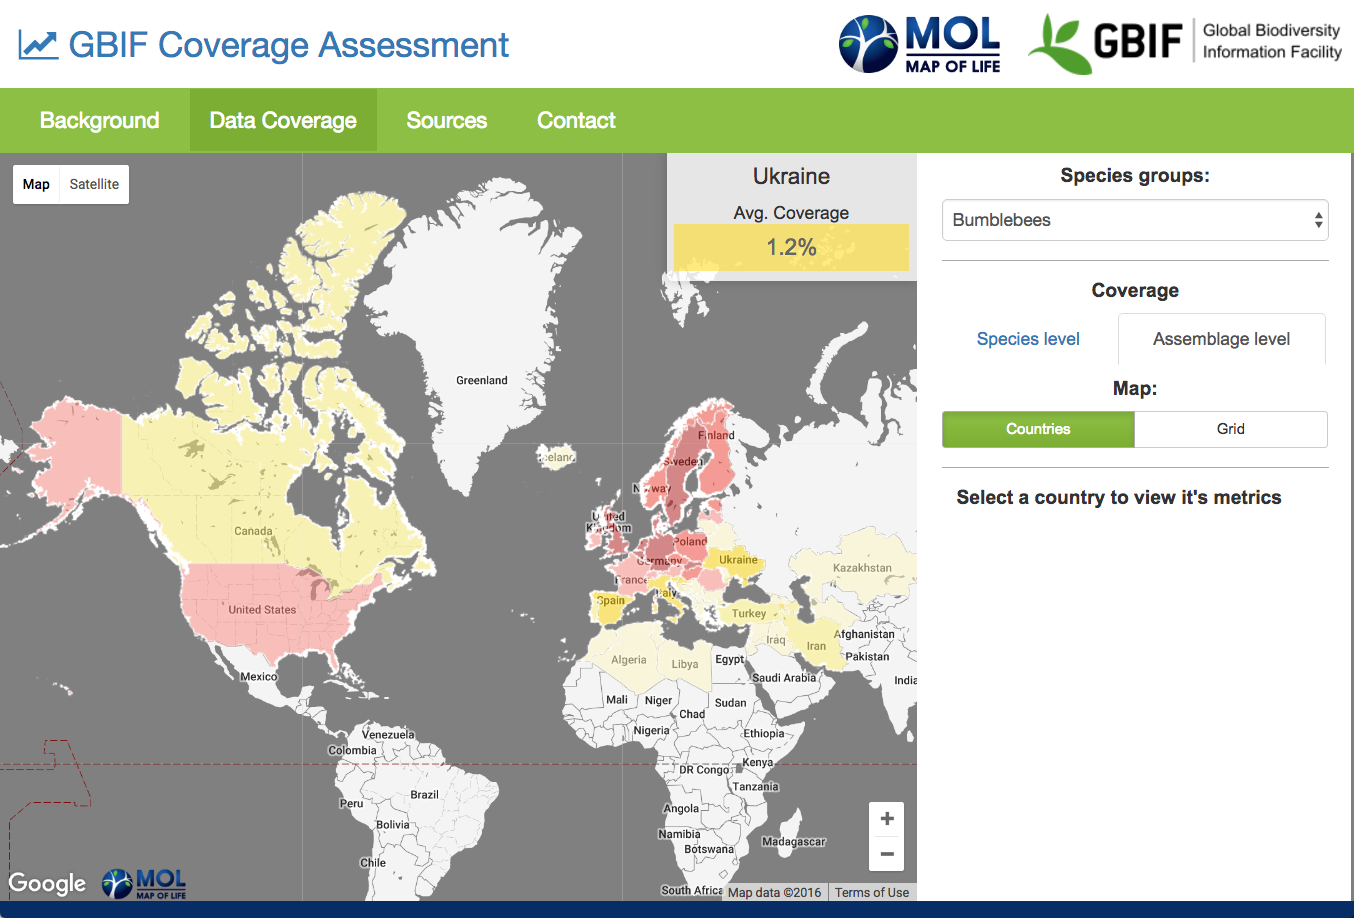 GBIF Coverage Assessment
MOL
MAP OF LIFE
GBIF
Global Biodiversity
Information Facility
Background
Data Coverage
Sources
Contact
Map
Satellite
Ukraine
Avg. Coverage
1.2%
Species groups:
Bumblebees
Coverage
Species level
Assemblage level
Map:
Countries
Grid
Select a country to view it's metrics
Greenland
Iceland
Finland
Sweden
Norway
United
Kingdom
Poland
Germany
Ukraine
France
Canada
Kazakhstan
Spain
Italy
United States
Turkey
Afghanistan
Iraq
Iran
Pakistan
Algeria
Libya
Egypt
Saudi Arabia
India
Mexico
Mali
Niger
Chad
Sudan
Nigeria
Ethiopia
Venezuela
Colombia
DR Congo
Kenya
Tanzania
Brazil
Peru
Angola
Bolivia
Namibia
Botswana
Madagascar
Chile
South Africa
+
−
Google
MOL
MAP OF LIFE
Map data ©2016
Terms of Use